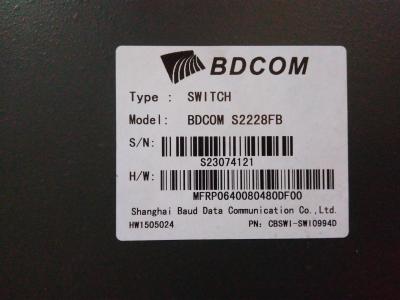 BDCOM
Type : SWITCH
Model: BDCOM S2228FB
S/N:
S23074121
H/W:
MFRP0640080480DF00
Shanghai Baud Data Communication Co.,Ltd.
HW1505024 PN: CBSWI-SWI0994D